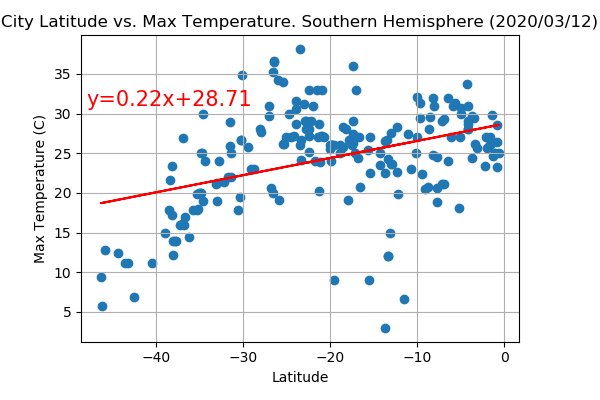 City Latitude vs. Max Temperature. Southern Hemisphere (2020/03/12)
y=0.22x+28.71
Max Temperature (C)
35
30
25
20
15
10
5
−40 −30 −20 −10 0
Latitude